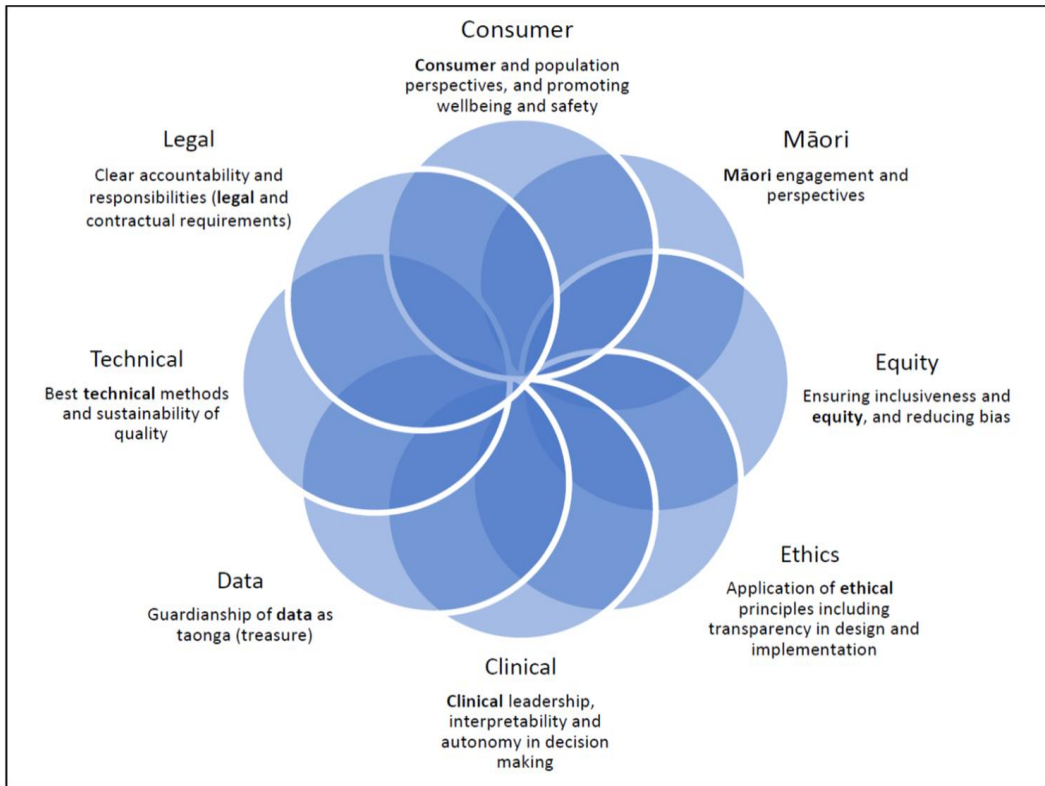 Consumer
Consumer and population
perspectives, and promoting
wellbeing and safety
Māori
Māori engagement and
perspectives
Equity
Ensuring inclusiveness and
equity, and reducing bias
Ethics
Application of ethical
principles including
transparency in design and
implementation
Clinical
Clinical leadership,
interpretability and
autonomy in decision
making
Data
Guardianship of data as
taonga (treasure)
Technical
Best technical methods
and sustainability of
quality
Legal
Clear accountability and
responsibilities (legal and
contractual requirements)